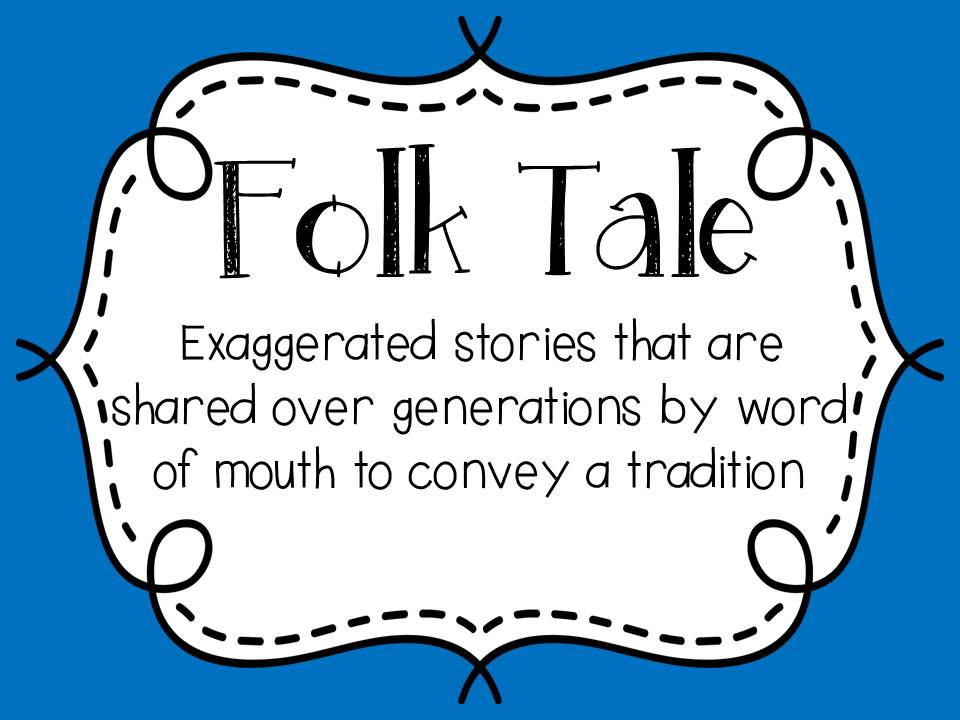 Folk Tale
Exaggerated stories that are
shared over generations by word
of mouth to convey a tradition